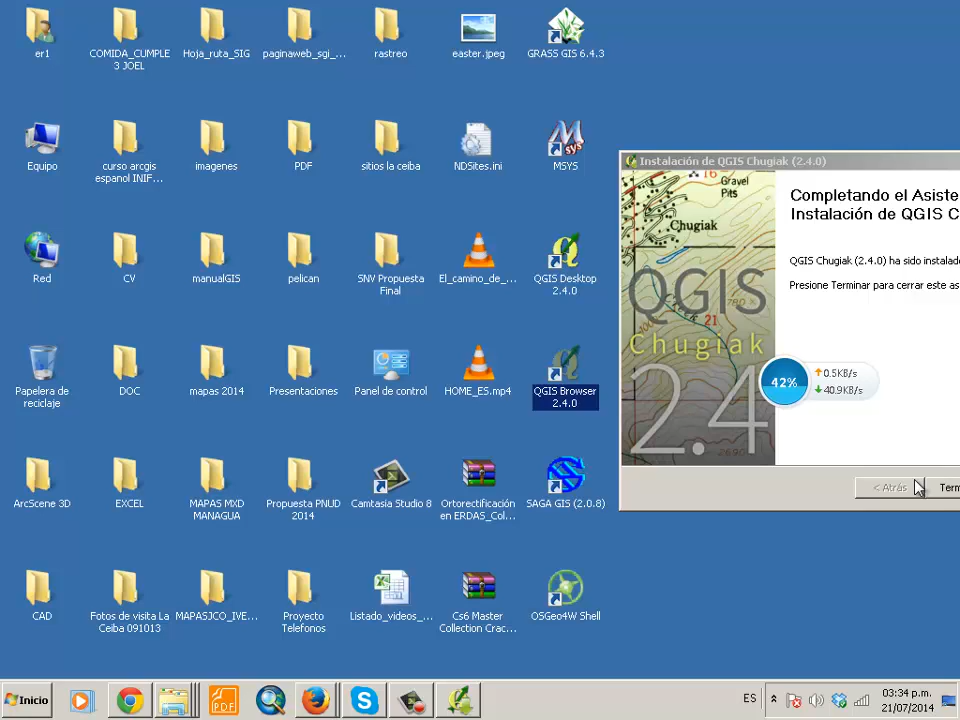 er1
COMIDA_CUMPLE
3 JOEL
Hoja_ruta_SIG
paginaweb_sgi_...
rastreo
easter.jpeg
GRASS GIS 6.4.3
Equipo
curso arcgis
espanol INIF...
imagenes
PDF
sitios la ceiba
NDSites.ini
MSYS
Red
CV
manualGIS
pelican
SNV Propuesta
Final
El_camino_de_...
QGIS Desktop
2.4.0
Papelera de
reciclaje
DOC
mapas 2014
Presentaciones
Panel de control
HOME_ES.mp4
QGIS Browser
2.4.0
ArcScene 3D
EXCEL
MAPAS MXD
MANAGUA
Propuesta PNUD
2014
Camtasia Studio 8
Ortorectificación
en ERDAS_Col...
SAGA GIS (2.0.8)
CAD
Fotos de visita La
Ceiba 091013
MAPASJCO_IVE...
Proyecto
Telefonos
Listado_videos_...
Cs6 Master
Collection Crac...
OSGeo4W Shell
Instalación de QGIS Chugiak (2.4.0)
16
Gravel
Pits
Chugiak
QGIS
780
Creek
21
Chugiak
2.4
Completando el Asiste
Instalación de QGIS C
QGIS Chugiak (2.4.0) ha sido instalado
Presione Terminar para cerrar este as
42%
0.5KB/s
40.9KB/s
< Atrás
Term
Inicio
PDF
ES
03:34 p.m.
21/07/2014